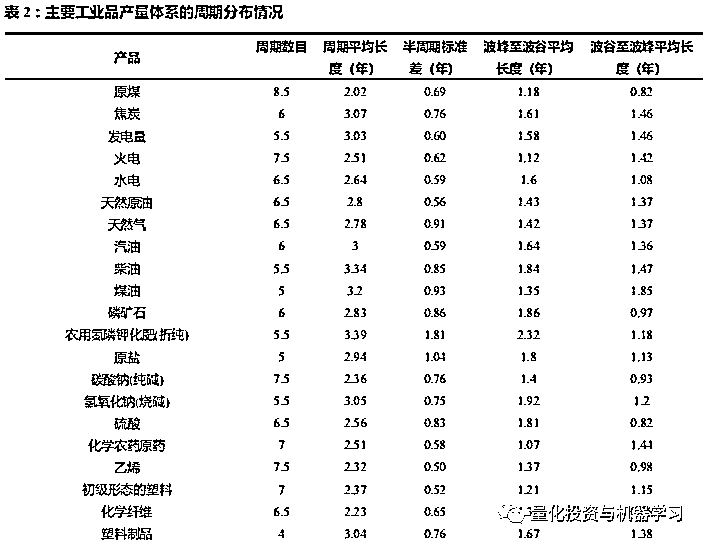 表 2：主要工业品产量体系的周期分布情况
产品 周期数目 周期平均长度（年） 半周期标准差（年） 波峰至波谷平均长度（年） 波谷至波峰平均长度（年）
原煤 8.5 2.02 0.69 1.18 0.82
焦炭 6 3.07 0.76 1.61 1.46
发电量 5.5 3.03 0.60 1.58 1.46
火电 7.5 2.51 0.62 1.12 1.42
水电 6.5 2.64 0.59 1.6 1.08
天然原油 6.5 2.8 0.56 1.43 1.37
天然气 6.5 2.78 0.91 1.42 1.37
汽油 6 3 0.59 1.64 1.36
柴油 5.5 3.34 0.85 1.84 1.47
煤油 5 3.2 0.93 1.35 1.85
磷矿石 6 2.83 0.86 1.86 0.97
农用氮磷钾化肥(折纯) 5.5 3.39 1.81 2.32 1.18
原盐 5 2.94 1.04 1.8 1.13
碳酸钠(纯碱) 7.5 2.36 0.76 1.4 0.93
氢氧化钠(烧碱) 5.5 3.05 0.75 1.92 1.2
硫酸 6.5 2.56 0.83 1.81 0.82
化学农药原药 7 2.51 0.58 1.07 1.44
乙烯 7.5 2.32 0.50 1.37 0.98
初级形态的塑料 7 2.37 0.52 1.21 1.15
化学纤维 6.5 2.23 0.65
塑料制品 4 3.04 0.76 1.67 1.38
量化投资与机器学习